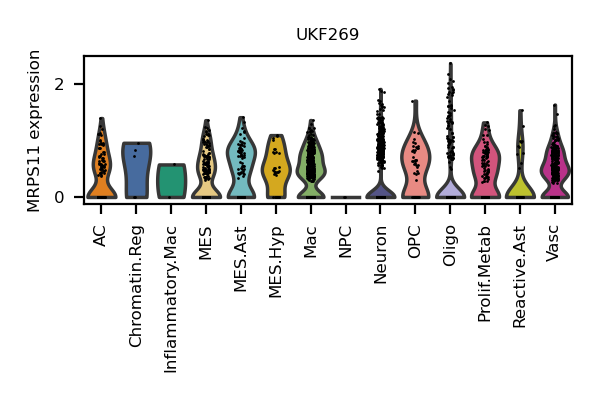 UKF269
MRPS11 expression
2
0
AC
Chromatin.Reg
Inflammatory.Mac
MES
MES.Ast
MES.Hyp
Mac
NPC
Neuron
OPC
Oligo
Prolif.Metab
Reactive.Ast
Vasc